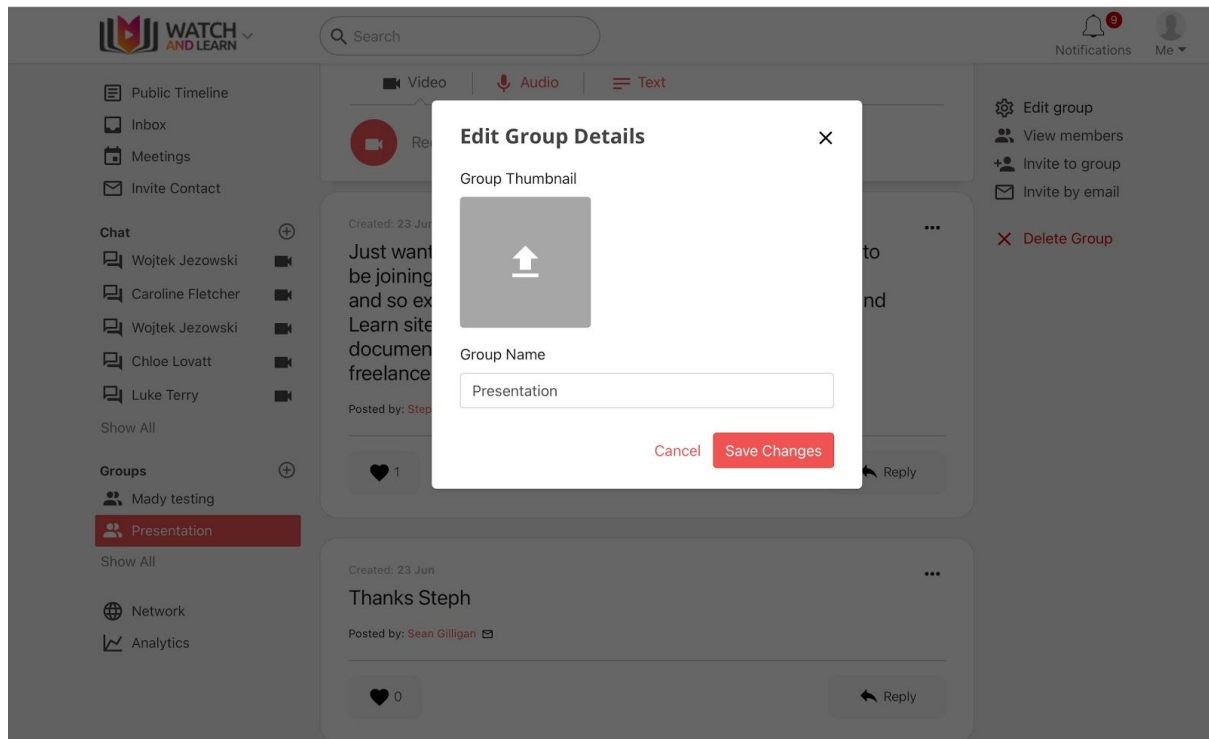 WATCH
AND LEARN
Search
9
Notifications
Me
Public Timeline
Inbox
Meetings
Invite Contact
Chat
Wojtek Jezowski
Caroline Fletcher
Wojtek Jezowski
Chloe Lovatt
Luke Terry
Show All
Groups
Mady testing
Presentation
Show All
Network
Analytics
Video
Audio
Text
Created: 23 Jun
Just want to
be joining
and so nd
Learn site
freelance
Posted by: Step
1
Reply
Edit Group Details
Group Thumbnail
Group Name
Presentation
Cancel
Save Changes
Created: 23 Jun
Thanks Steph
Posted by: Sean Gilligan
0
Reply
Edit group
View members
Invite to group
Invite by email
Delete Group